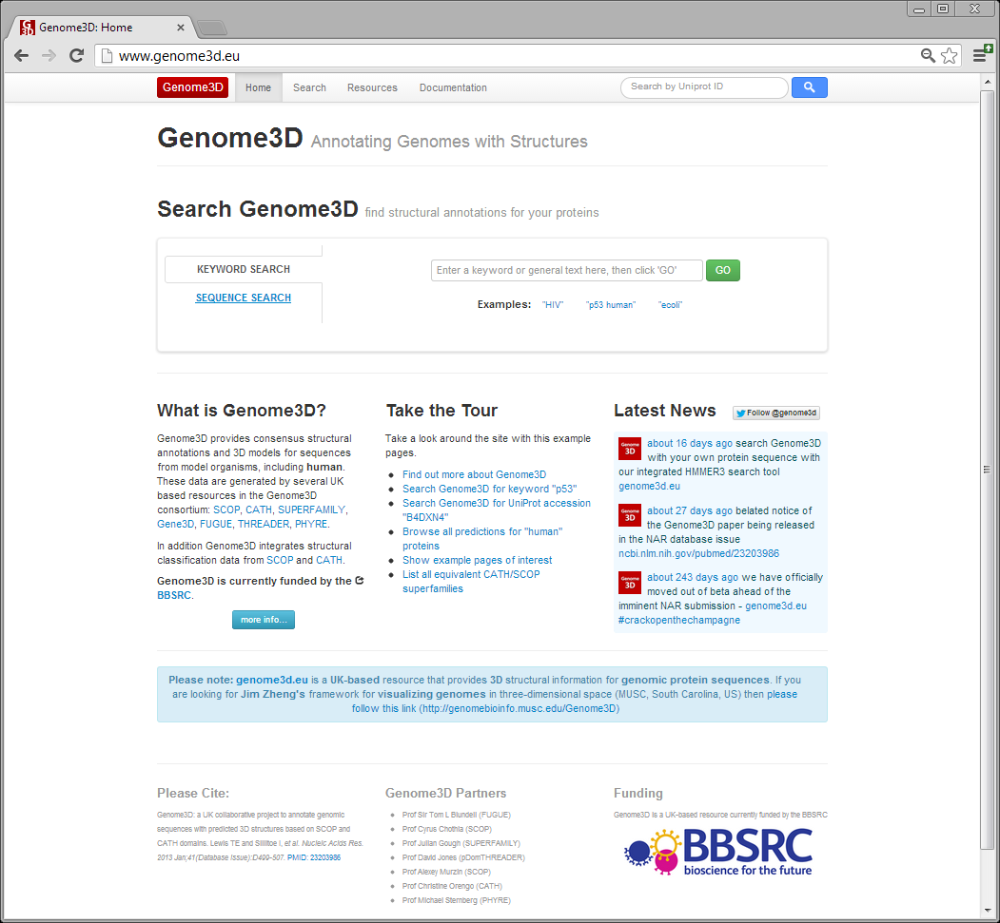 Genome3D: Home
www.genome3d.eu
Genome3D Home Search Resources Documentation Search by Uniprot ID
Genome3D Annotating Genomes with Structures
Search Genome3D find structural annotations for your proteins
KEYWORD SEARCH
SEQUENCE SEARCH
Enter a keyword or general text here, then click 'GO' GO
Examples: "HIV" "p53 human" "ecoli"
What is Genome3D?
Genome3D provides consensus structural
annotations and 3D models for sequences
from model organisms, including human.
These data are generated by several UK
based resources in the Genome3D
consortium: SCOP, CATH, SUPERFAMILY,
Gene3D, FUGUE, THREADER, PHYRE.
In addition Genome3D integrates structural
classification data from SCOP and CATH.
Genome3D is currently funded by the
BBSRC.
more info...
Take the Tour
Take a look around the site with this example
pages.
Find out more about Genome3D
Search Genome3D for keyword "p53"
Search Genome3D for UniProt accession
"B4DXN4"
Browse all predictions for "human"
proteins
Show example pages of interest
List all equivalent CATH/SCOP
superfamilies
Latest News Follow @genome3d
Genome
3D
about 16 days ago search Genome3D
with your own protein sequence with
our integrated HMMER3 search tool
genome3d.eu
Genome
3D
about 27 days ago belated notice of
the Genome3D paper being released
in the NAR database issue
ncbi.nlm.nih.gov/pubmed/23203986
Genome
3D
about 243 days ago we have officially
moved out of beta ahead of the
imminent NAR submission - genome3d.eu
#crackopenthechampagne
Please note: genome3d.eu is a UK-based resource that provides 3D structural information for genomic protein sequences. If you
are looking for Jim Zheng's framework for visualizing genomes in three-dimensional space (MUSC, South Carolina, US) then please
follow this link (http://genomebioinfo.musc.edu/Genome3D)
Please Cite:
Genome3D: a UK collaborative project to annotate genomic
sequences with predicted 3D structures based on SCOP and
CATH domains. Lewis TE and Sillitoe I, et al. Nucleic Acids Res.
2013 Jan;41(Database issue):D499-507. PMID: 23203986
Genome3D Partners
Prof Sir Tom L Blundell (FUGUE)
Prof Cyrus Chothia (SCOP)
Prof Julian Gough (SUPERFAMILY)
Prof David Jones (pDomTHREADER)
Prof Alexey Murzin (SCOP)
Prof Christine Orengo (CATH)
Prof Michael Sternberg (PHYRE)
Funding
Genome3D is a UK-based resource currently funded by the BBSRC
BBSRC
bioscience for the future